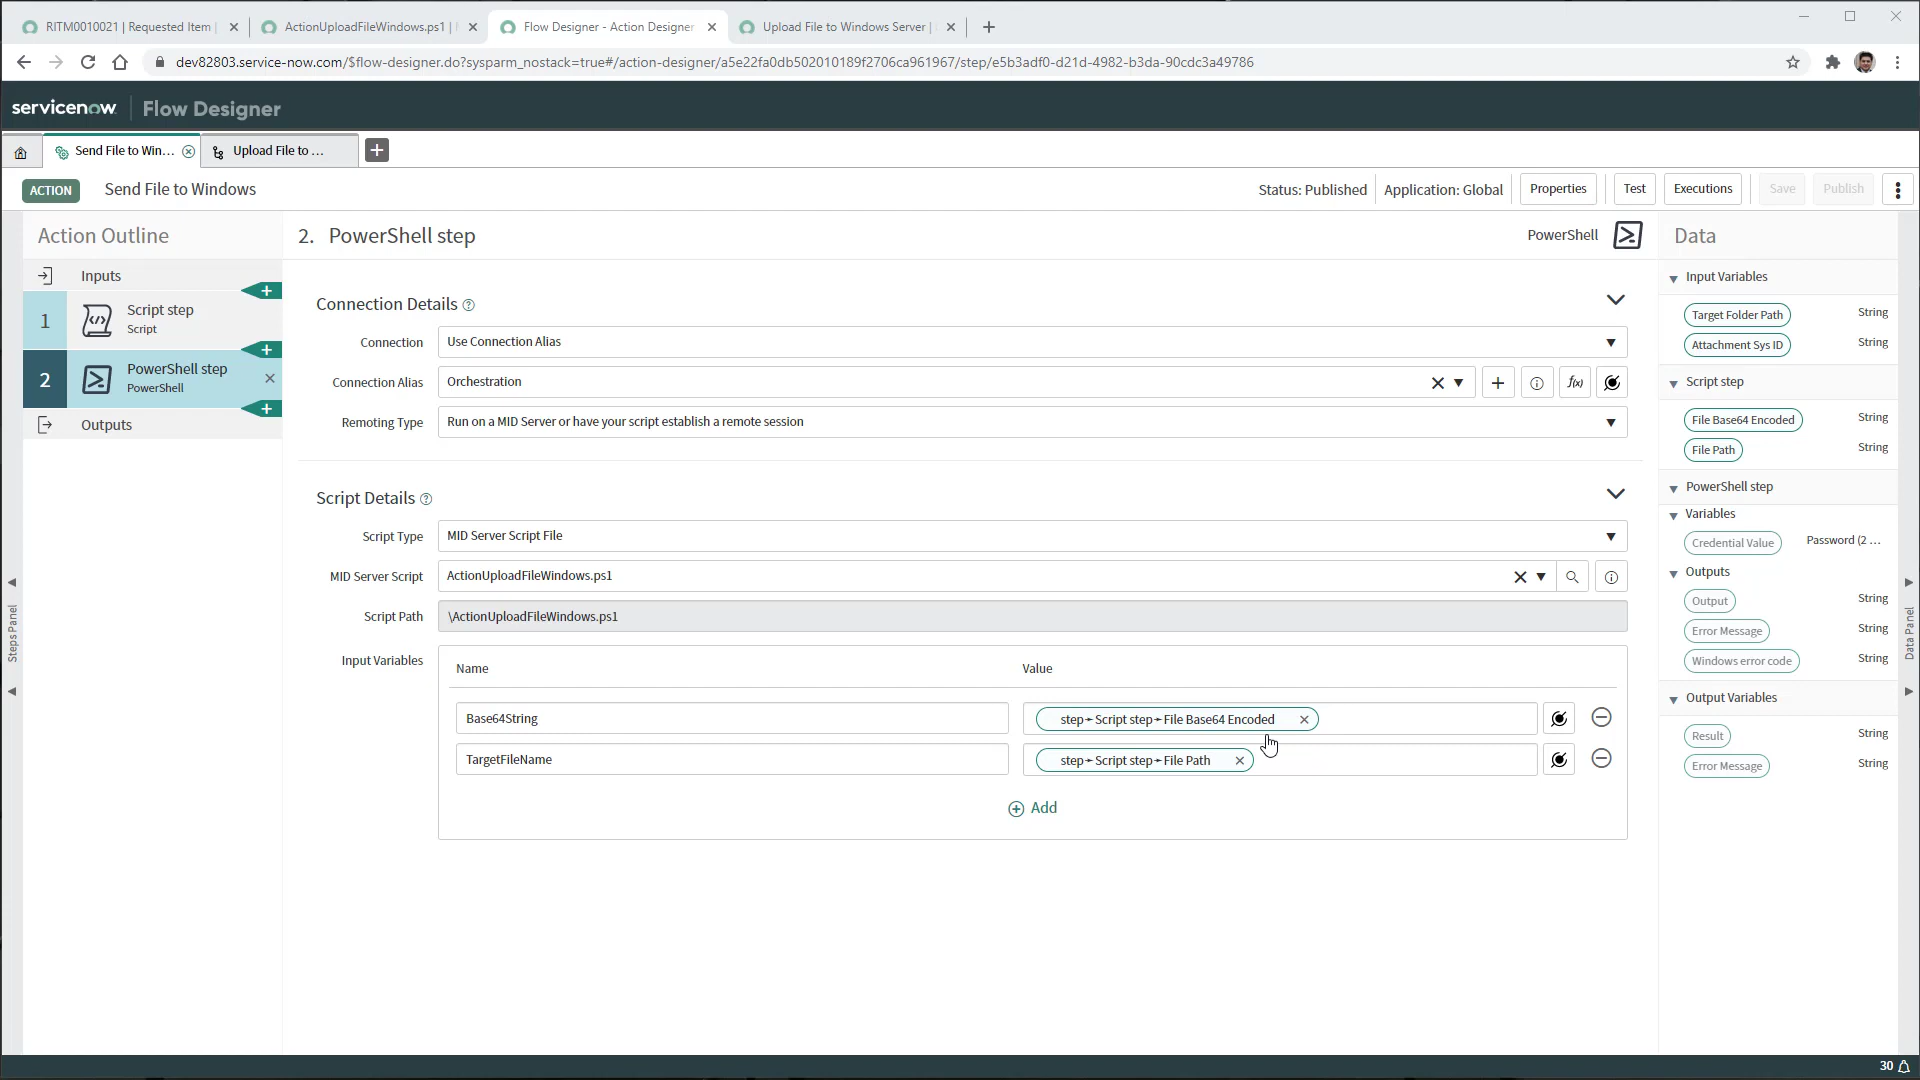 RITM0010021 | Requested Item |
ActionUploadFileWindows.ps1 |
Flow Designer - Action Designer
Upload File to Windows Server |
dev82803.service-now.com/$flow-designer.do?sysparm_nostack=true#/action-designer/a5e22fa0db502010189f2706ca961967/step/e5b3adf0-d21d-4982-b3da-90cdc3a49786
servicenow
Flow Designer
Send File to Win...
Upload File to ...
ACTION
Send File to Windows
Status: Published
Application: Global
Properties
Test
Executions
Save
Publish
Action Outline
Inputs
1
Script step
Script
2
PowerShell step
PowerShell
Outputs
Steps Panel
2. PowerShell step
PowerShell
Connection Details
Connection
Use Connection Alias
Connection Alias
Orchestration
f(x)
Remoting Type
Run on a MID Server or have your script establish a remote session
Script Details
Script Type
MID Server Script File
MID Server Script
ActionUploadFileWindows.ps1
Script Path
\ActionUploadFileWindows.ps1
Input Variables
Name
Value
Base64String
step➛Script step➛File Base64 Encoded
TargetFileName
step➛Script step➛File Path
Add
Data
Input Variables
Target Folder Path
String
Attachment Sys ID
String
Script step
File Base64 Encoded
String
File Path
String
PowerShell step
Variables
Credential Value
Password (2 ...
Outputs
Output
String
Error Message
String
Windows error code
String
Output Variables
Result
String
Error Message
String
Data Panel
30